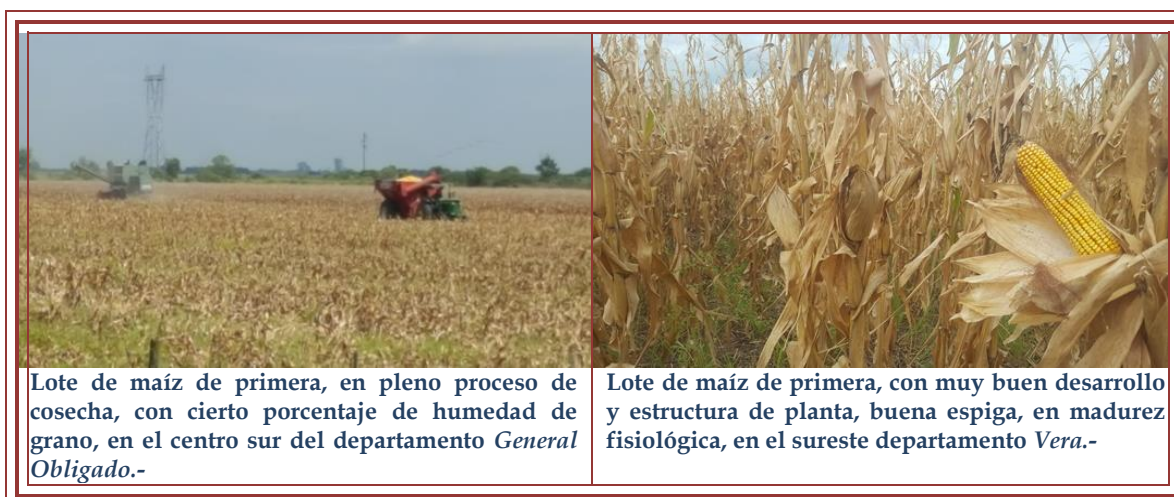 Lote de maíz de primera, en pleno proceso de
cosecha, con cierto porcentaje de humedad de
grano, en el centro sur del departamento General
Obligado.-
Lote de maíz de primera, con muy buen desarrollo
y estructura de planta, buena espiga, en madurez
fisiológica, en el sureste departamento Vera.-